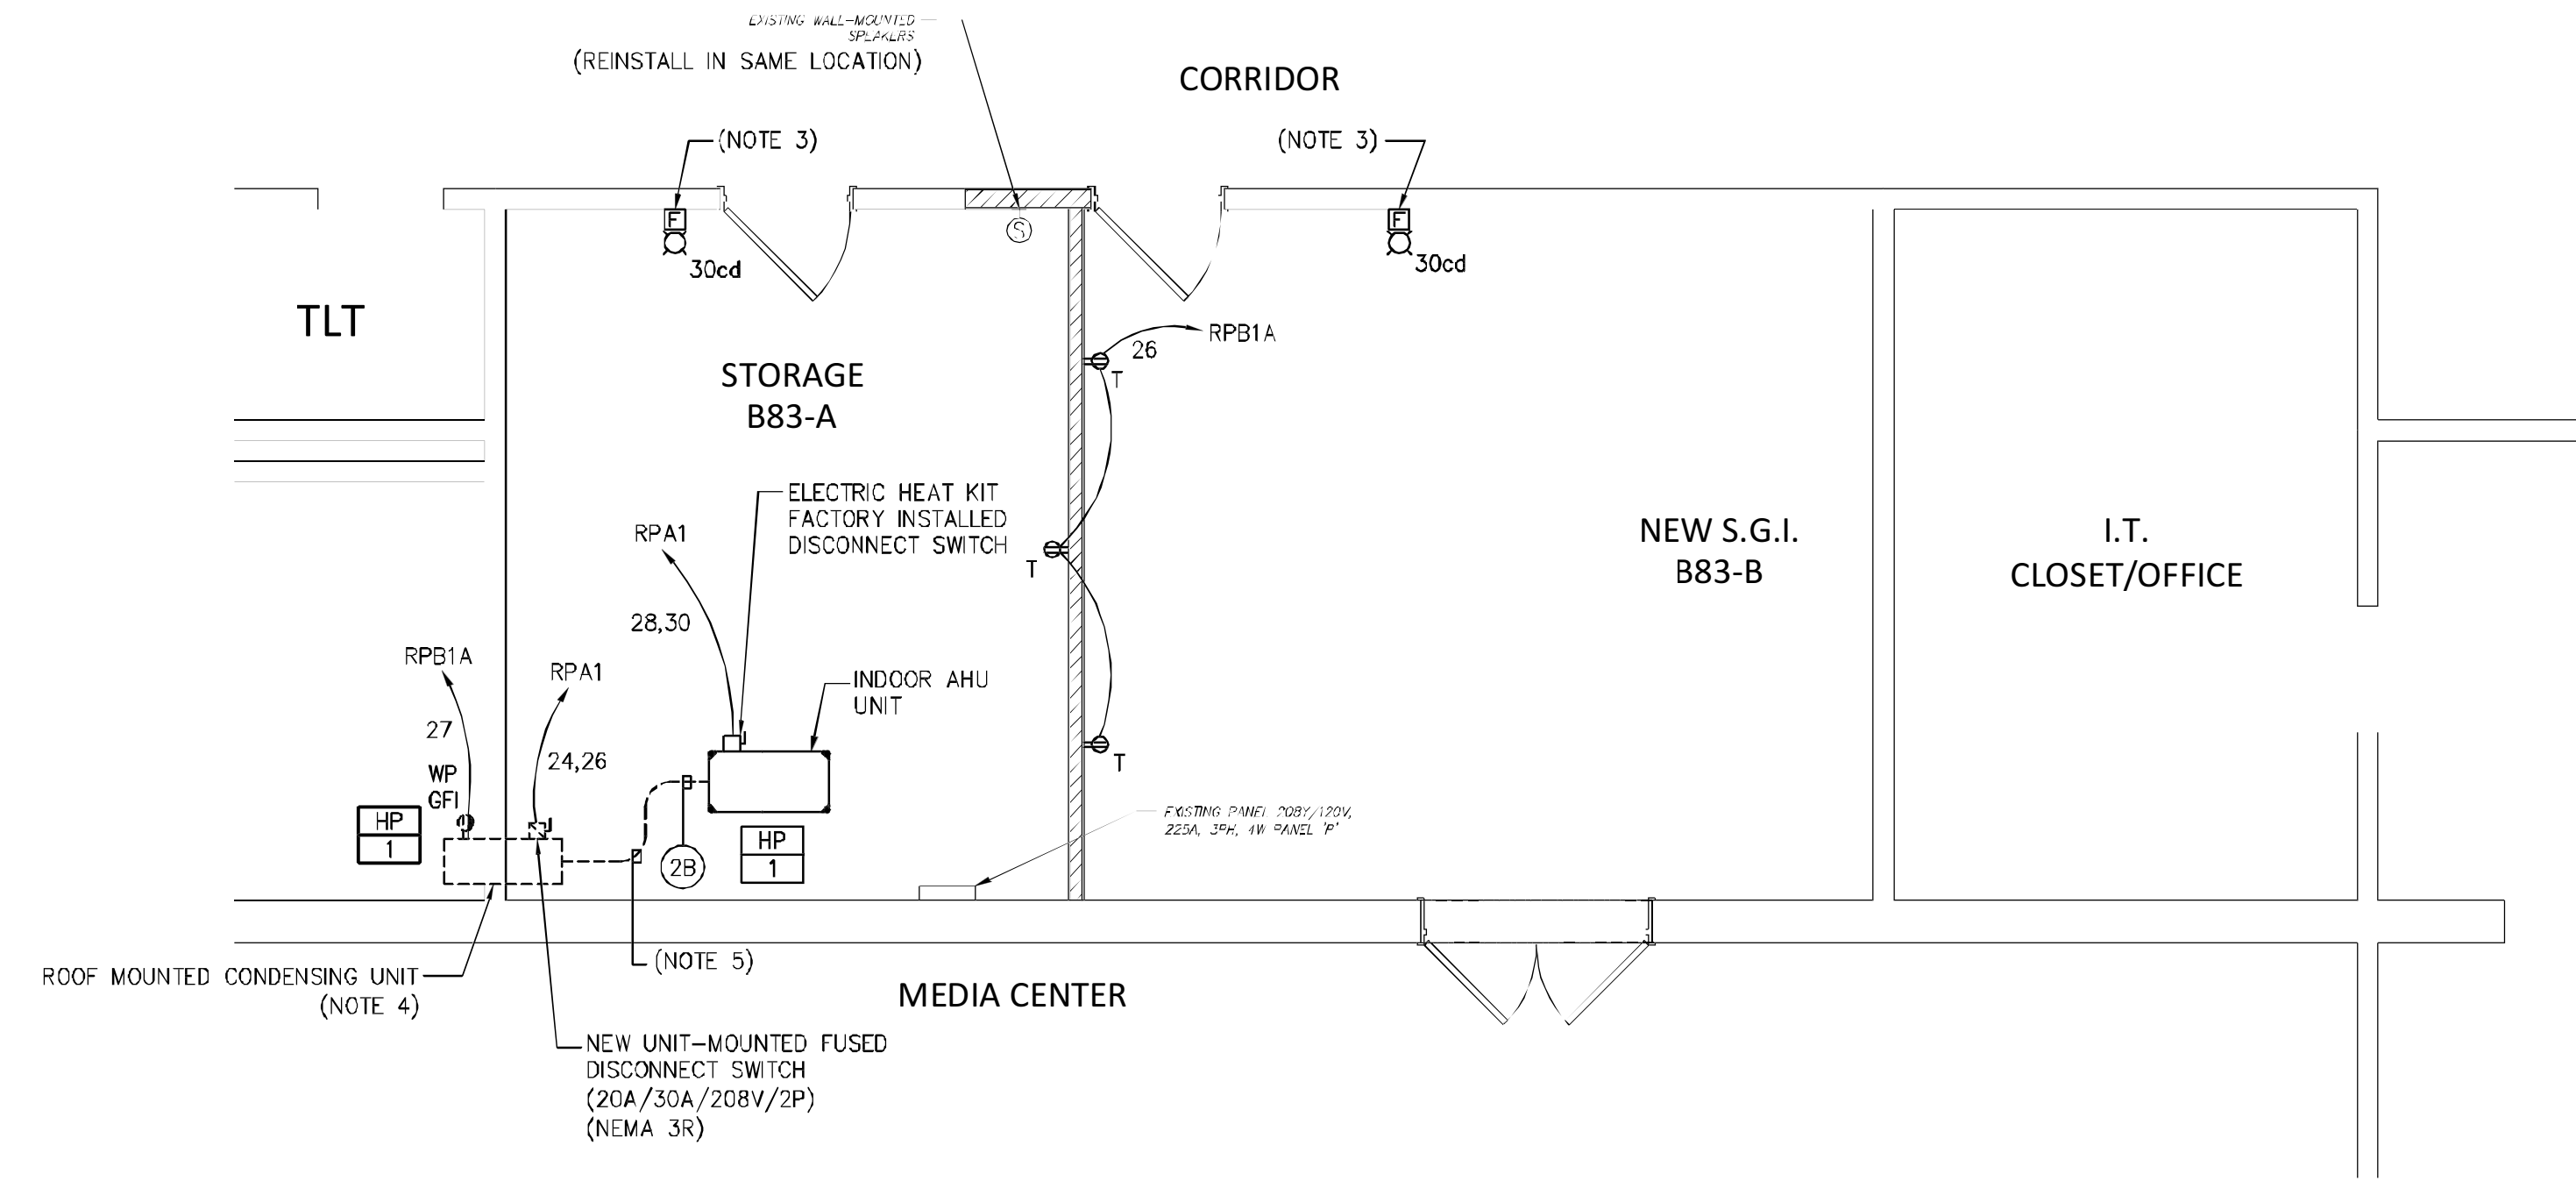 EXISTING WALL-MOUNTED
SPEAKERS
(REINSTALL IN SAME LOCATION)
CORRIDOR
(NOTE 3)
(NOTE 3)
F
S
F
30cd
30cd
TLT
RPB1A
26
T
STORAGE
B83-A
ELECTRIC HEAT KIT
FACTORY INSTALLED
DISCONNECT SWITCH
RPA1
T
NEW S.G.I.
B83-B
I.T.
CLOSET/OFFICE
28,30
RPB1A
RPA1
INDOOR AHU
UNIT
27
24,26
T
WP
GFI
HP
1
HP
1
2B
EXISTING PANEL 208Y/120V,
225A, 3PH, 4W PANEL 'P'
(NOTE 5)
ROOF MOUNTED CONDENSING UNIT
(NOTE 4)
MEDIA CENTER
NEW UNIT-MOUNTED FUSED
DISCONNECT SWITCH
(20A/30A/208V/2P)
(NEMA 3R)